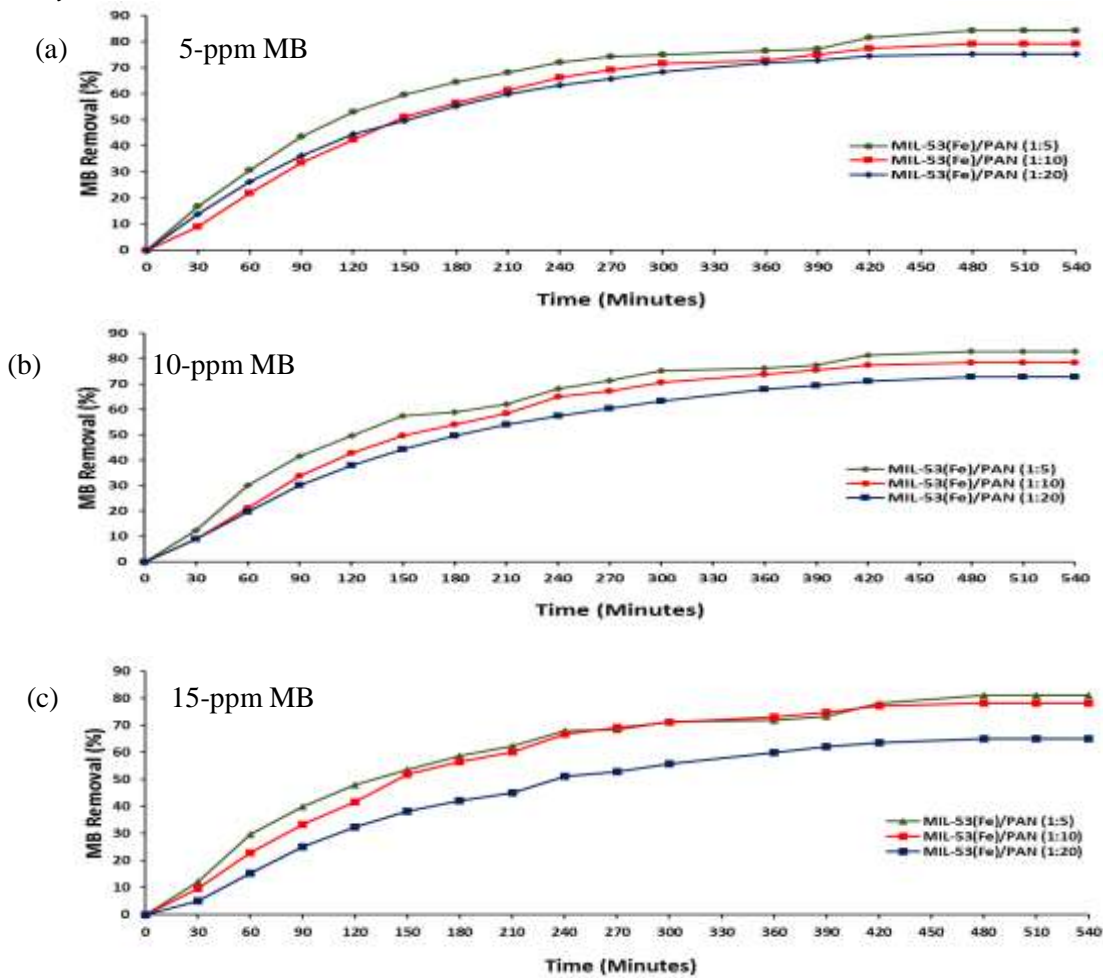 (a)
5-ppm MB
90
80
70
60
50
40
30
20
10
0
MB Removal (%)
MIL-53(Fe)/PAN (1:5)
MIL-53(Fe)/PAN (1:10)
MIL-53(Fe)/PAN (1:20)
0 30 60 90 120 150 180 210 240 270 300 330 360 390 420 450 480 510 540
Time (Minutes)
(b)
10-ppm MB
90
80
70
60
50
40
30
20
10
0
MB Removal (%)
MIL-53(Fe)/PAN (1:5)
MIL-53(Fe)/PAN (1:10)
MIL-53(Fe)/PAN (1:20)
0 30 60 90 120 150 180 210 240 270 300 330 360 390 420 480 510 540
Time (Minutes)
(c)
15-ppm MB
90
80
70
60
50
40
30
20
10
0
MB Removal (%)
MIL-53(Fe)/PAN (1:5)
MIL-53(Fe)/PAN (1:10)
MIL-53(Fe)/PAN (1:20)
0 30 60 90 120 150 180 210 240 270 300 330 360 390 420 450 480 510 540
Time (Minutes)